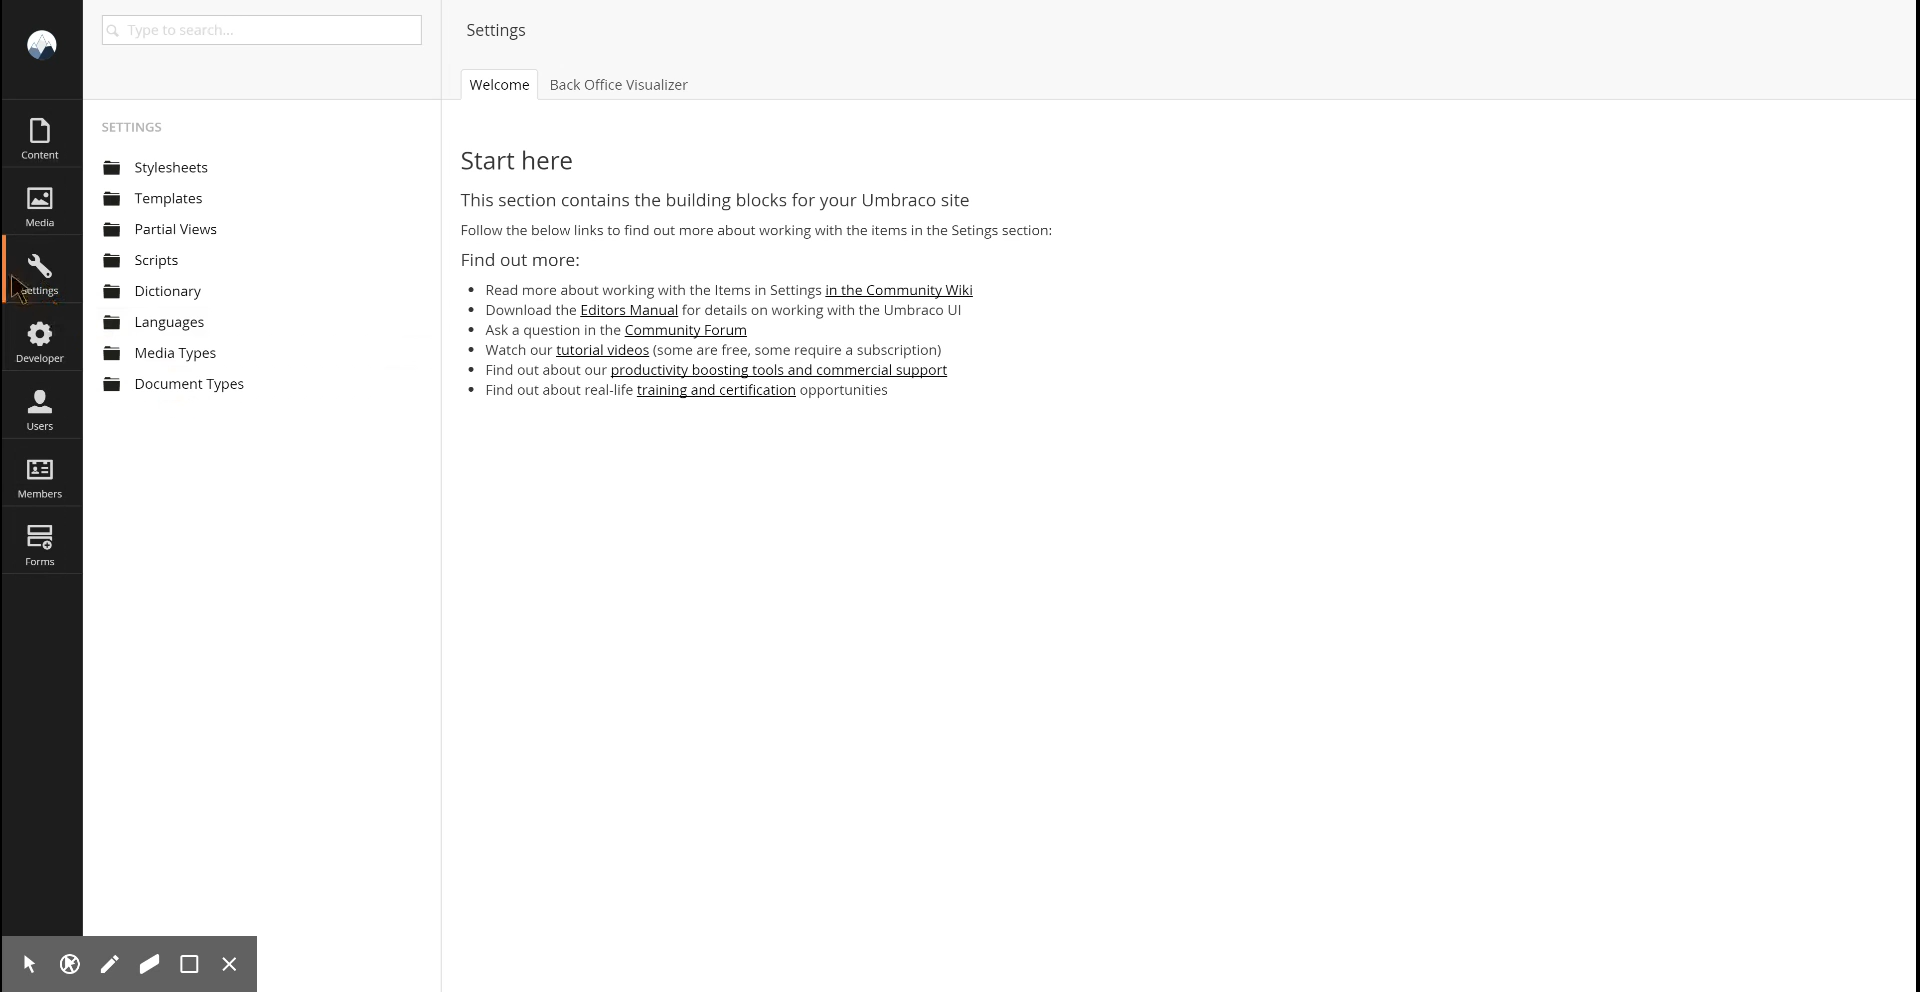 Type to search...
Settings
Welcome
Back Office Visualizer
Content
Media
Settings
Developer
Users
Members
Forms
SETTINGS
Stylesheets
Templates
Partial Views
Scripts
Dictionary
Languages
Media Types
Document Types
Start here
This section contains the building blocks for your Umbraco site
Follow the below links to find out more about working with the items in the Setings section:
Find out more:
Read more about working with the Items in Settings in the Community Wiki
Download the Editors Manual for details on working with the Umbraco UI
Ask a question in the Community Forum
Watch our tutorial videos (some are free, some require a subscription)
Find out about our productivity boosting tools and commercial support
Find out about real-life training and certification opportunities